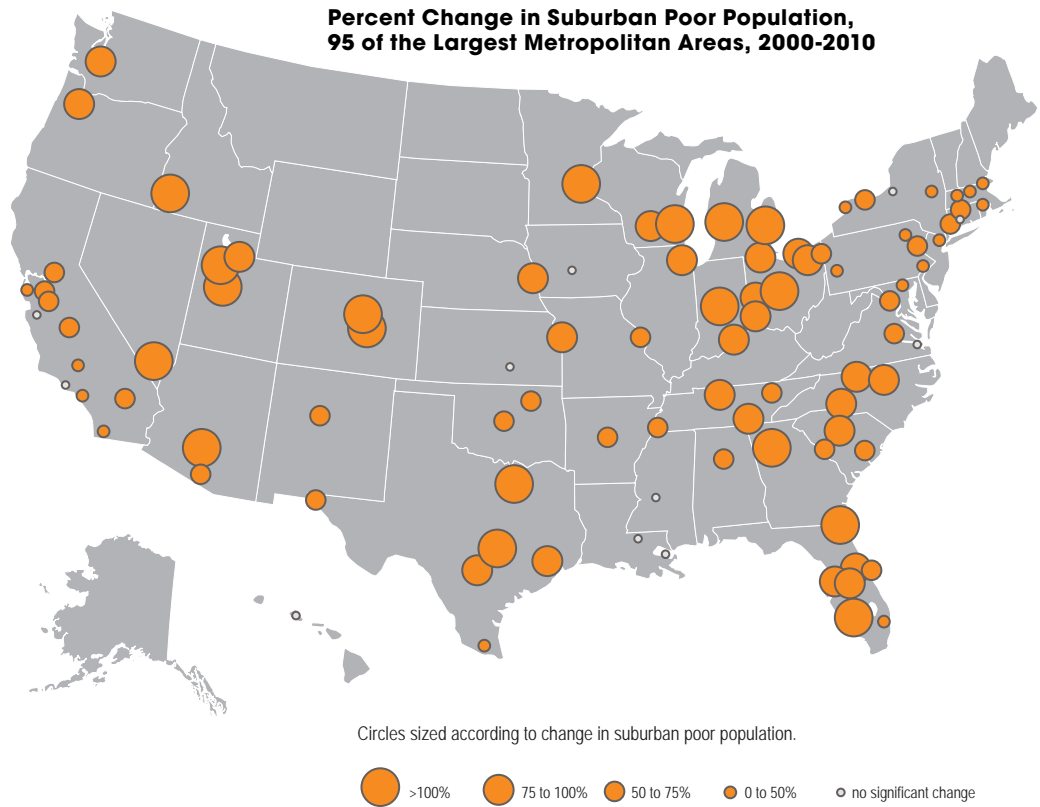 Percent Change in Suburban Poor Population,
95 of the Largest Metropolitan Areas, 2000-2010
Circles sized according to change in suburban poor population.
>100% 75 to 100% 50 to 75% 0 to 50% no significant change